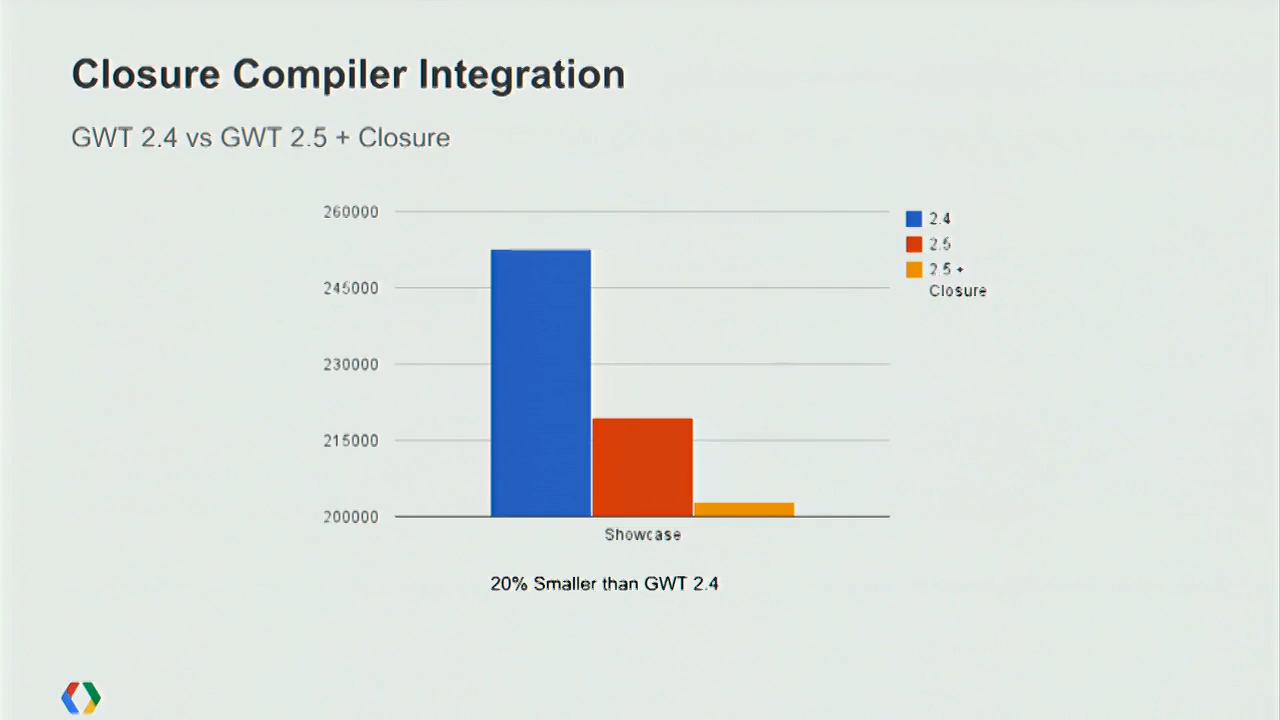 Closure Compiler Integration
GWT 2.4 vs GWT 2.5 + Closure
260000
245000
230000
215000
200000
2.4
2.5
2.5 +
Closure
Showcase
20% Smaller than GWT 2.4